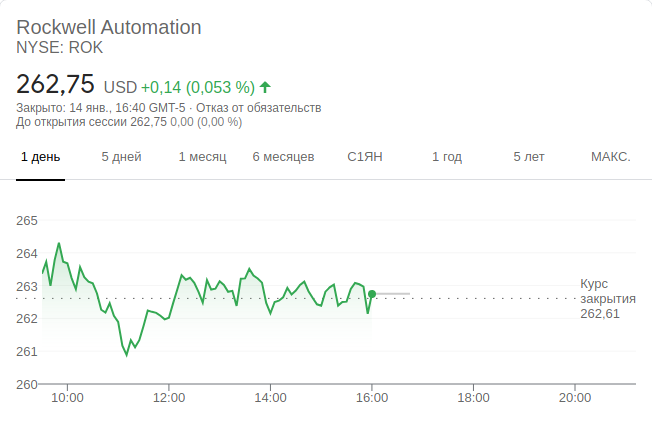 Rockwell Automation
NYSE: ROK
262,75 USD +0,14 (0,053 %)
Закрыто: 14 янв., 16:40 GMT-5 · Отказ от обязательств
До открытия сессии 262,75 0,00 (0,00 %)
1 день 5 дней 1 месяц 6 месяцев С1ЯН 1 год 5 лет МАКС.
265
264
263
262
261
260
Курс
закрытия
262,61
10:00 12:00 14:00 16:00 18:00 20:00